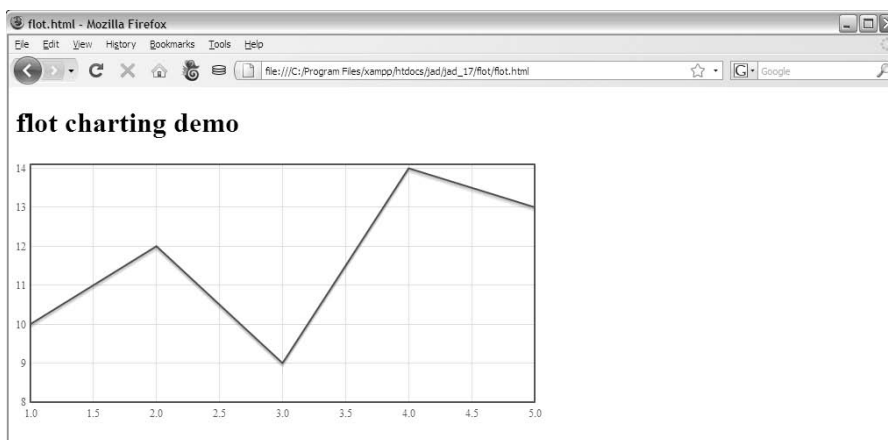 flot.html - Mozilla Firefox
File Edit View History Bookmarks Tools Help
file:///C:/Program Files/xampp/htdocs/jad/jad_17/flot/flot.html
G Google
flot charting demo
14
13
12
11
10
9
8
1.0 1.5 2.0 2.5 3.0 3.5 4.0 4.5 5.0